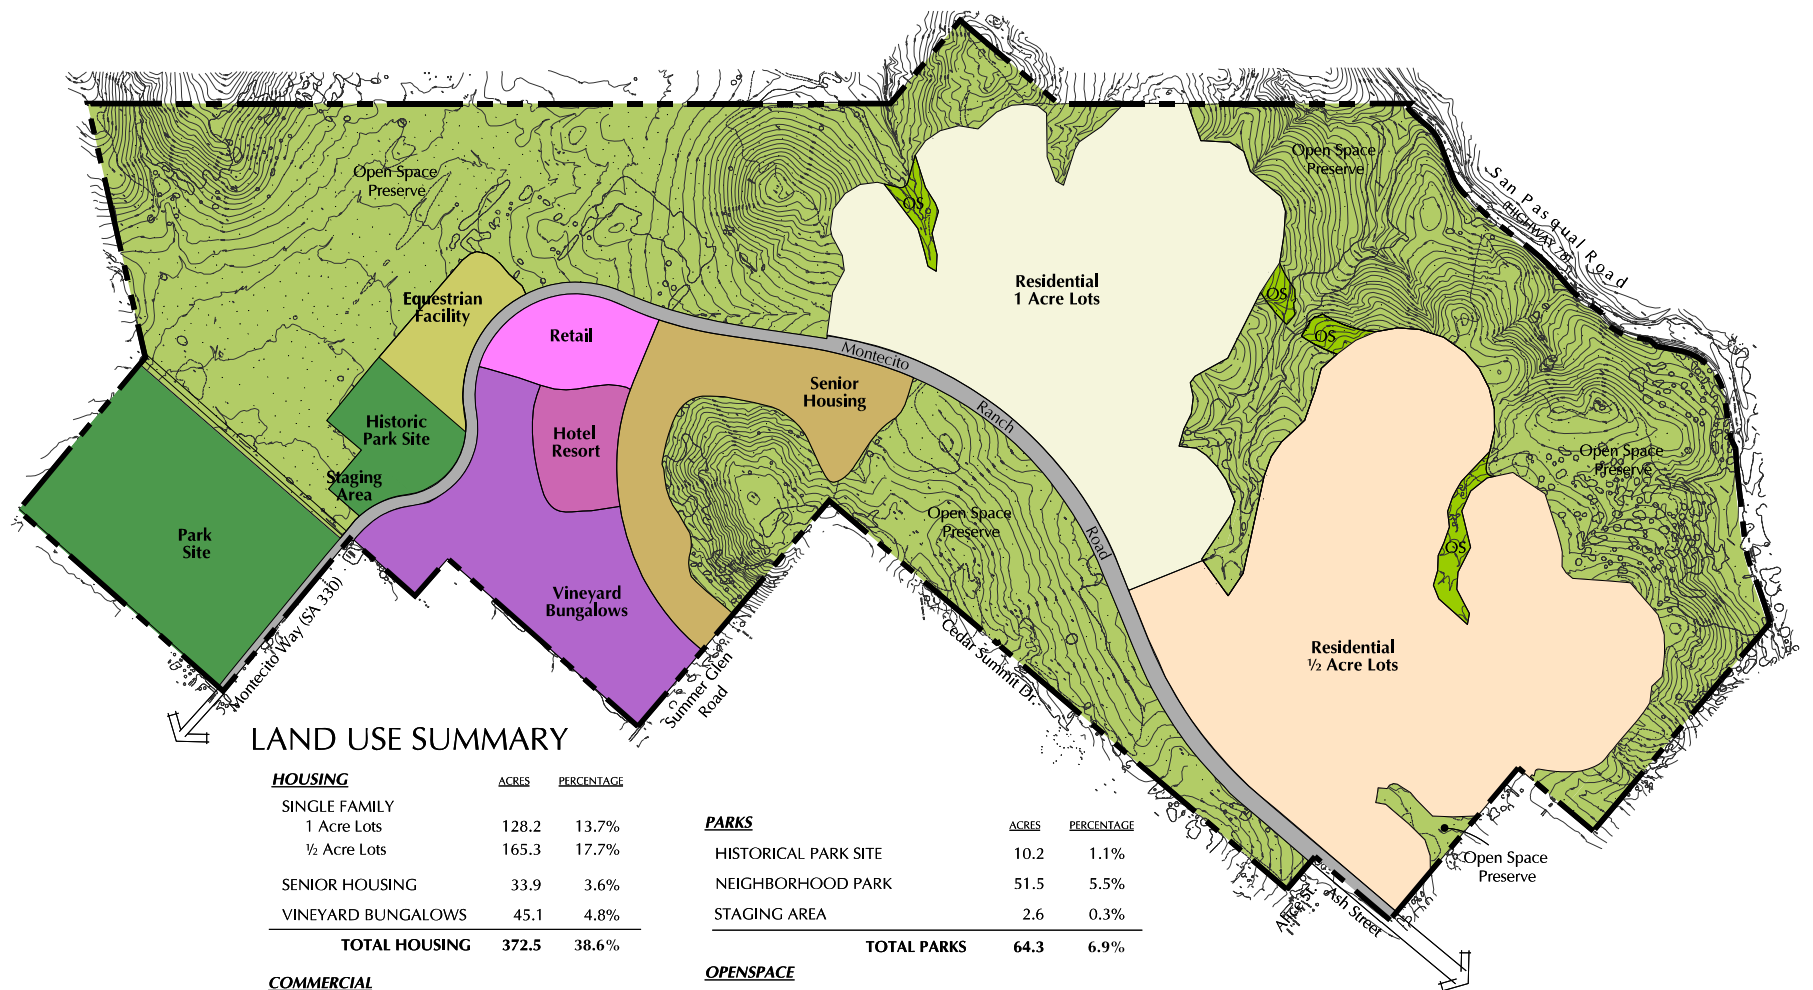 Open Space
Preserve
Open Space
Preserve
San Pasqual Road
(HIGHWAY 78)
OS
Residential
1 Acre Lots
OS
OS
Equestrian
Facility
Retail
Montecito
Ranch
Road
Senior
Housing
Historic
Park Site
Hotel
Resort
Staging
Area
Open Space
Preserve
Open Space
Preserve
Park
Site
OS
Vineyard
Bungalows
Residential
½ Acre Lots
Montecito Way (SA 330)
Summer Glen
Road
Cedar Summit Dr.
Open Space
Preserve
Alice St.
Ash Street
LAND USE SUMMARY
HOUSING ACRES PERCENTAGE
SINGLE FAMILY
1 Acre Lots 128.2 13.7%
½ Acre Lots 165.3 17.7%
SENIOR HOUSING 33.9 3.6%
VINEYARD BUNGALOWS 45.1 4.8%
TOTAL HOUSING 372.5 38.6%
COMMERCIAL
PARKS ACRES PERCENTAGE
HISTORICAL PARK SITE 10.2 1.1%
NEIGHBORHOOD PARK 51.5 5.5%
STAGING AREA 2.6 0.3%
TOTAL PARKS 64.3 6.9%
OPENSPACE